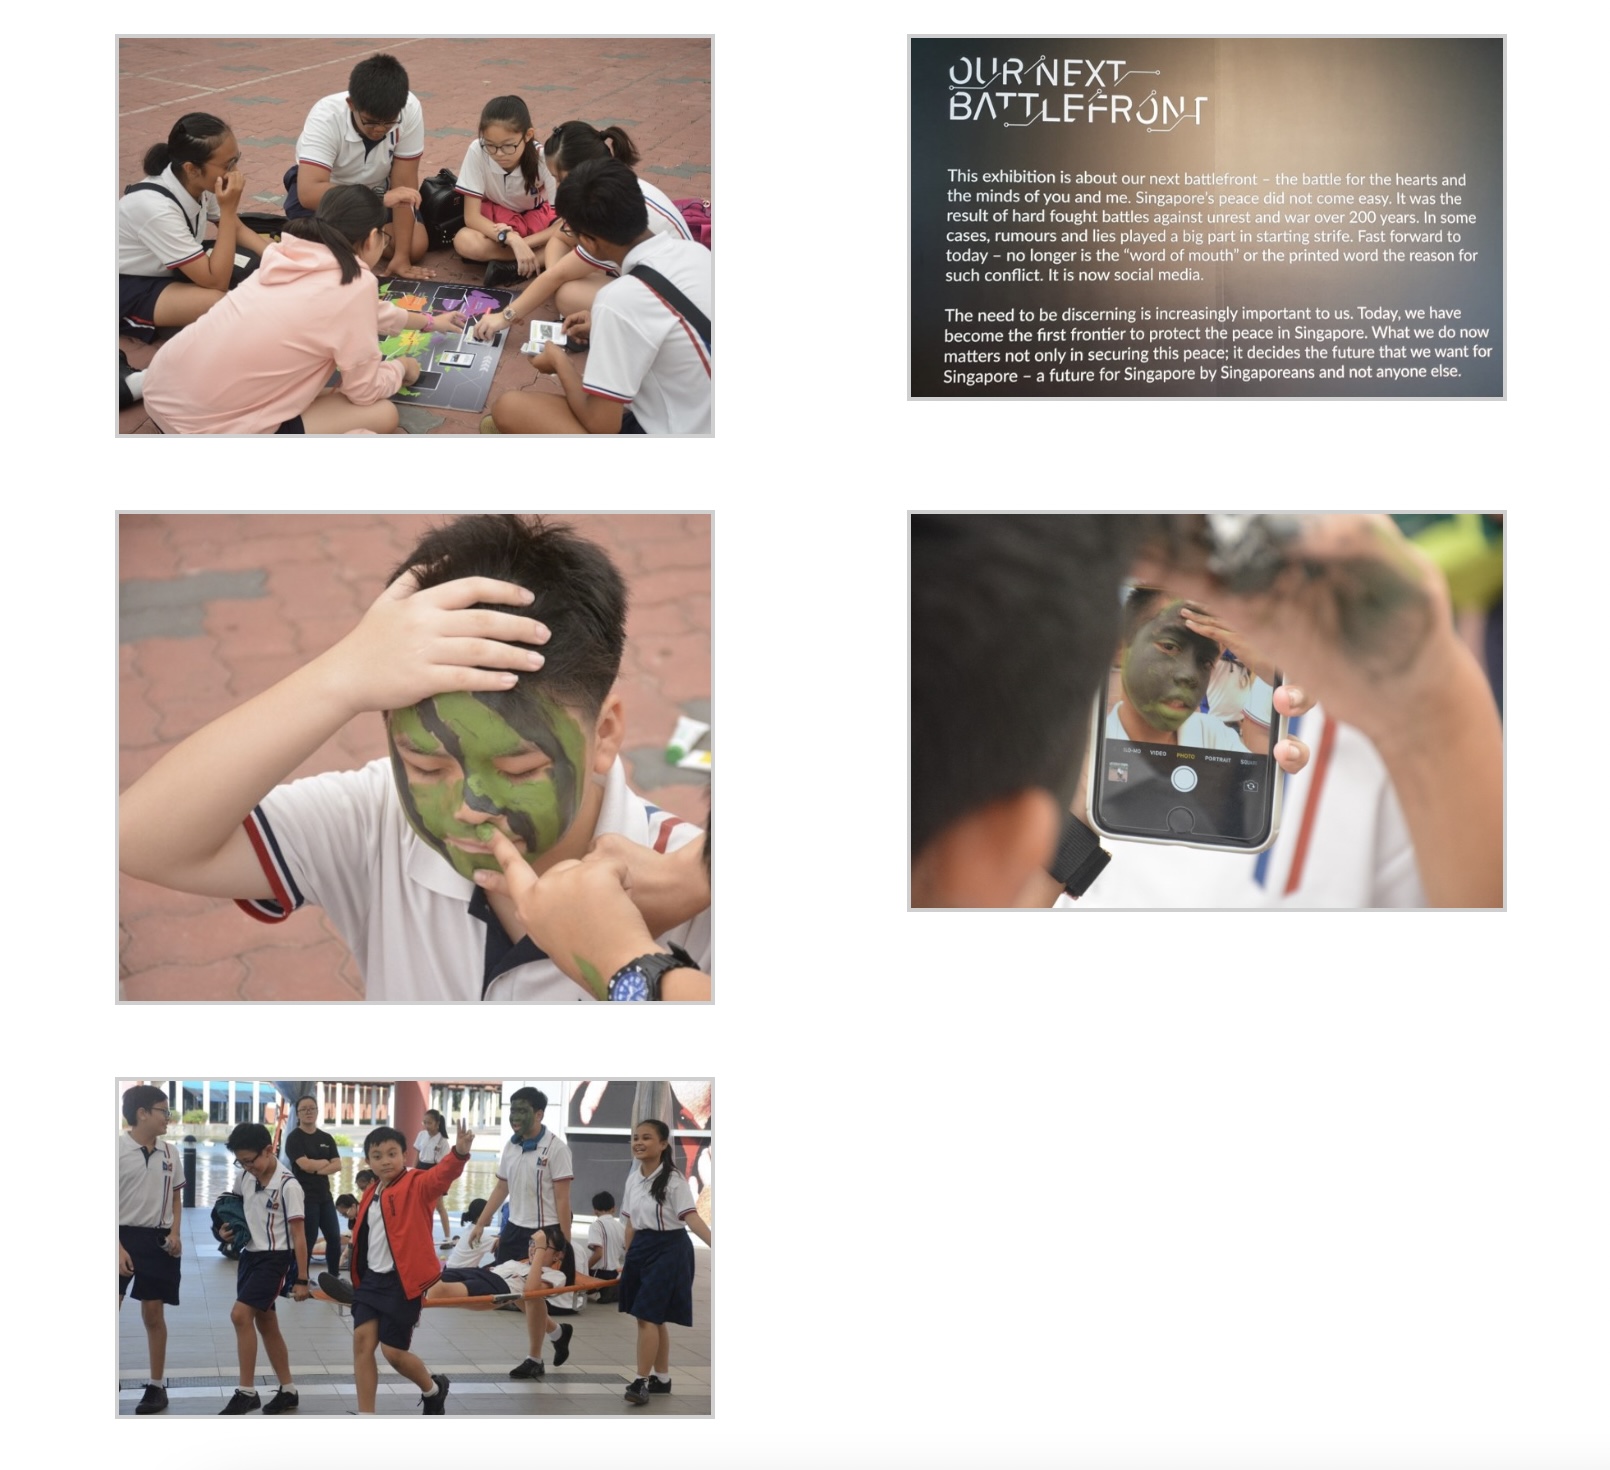 OUR NEXT
BATTLEFRONT
This exhibition is about our next battlefront – the battle for the hearts and
the minds of you and me. Singapore's peace did not come easy. It was the
result of hard fought battles against unrest and war over 200 years. In some
cases, rumours and lies played a big part in starting strife. Fast forward to
today – no longer is the “word of mouth” or the printed word the reason for
such conflict. It is now social media.
The need to be discerning is increasingly important to us. Today, we have
become the first frontier to protect the peace in Singapore. What we do now
matters not only in securing this peace; it decides the future that we want for
Singapore – a future for Singapore by Singaporeans and not anyone else.
VIDEO PHOTO PORTRAIT